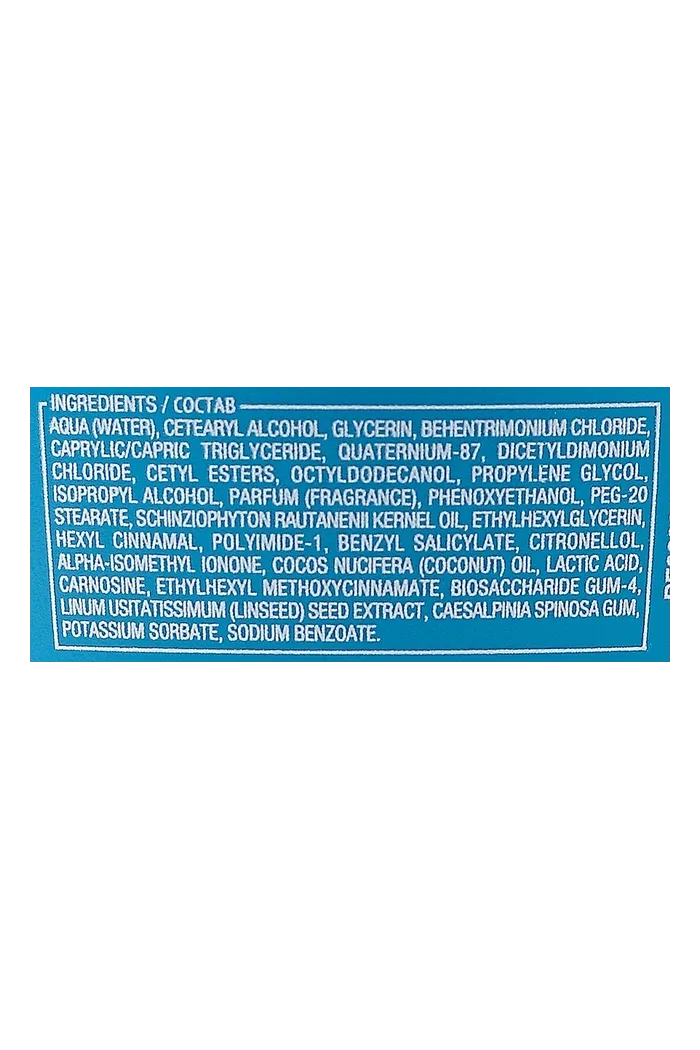 INGREDIENTS / СОСТАВ
AQUA (WATER), CETEARYL ALCOHOL, GLYCERIN, BEHENTRIMONIUM CHLORIDE,
CAPRYLIC/CAPRIC TRIGLYCERIDE, QUATERNIUM-87, DICETYLDIMONIUM
CHLORIDE, CETYL ESTERS, OCTYLDODECANOL, PROPYLENE GLYCOL,
ISOPROPYL ALCOHOL, PARFUM (FRAGRANCE), PHENOXYETHANOL, PEG-20
STEARATE, SCHINZIOPHYTON RAUTANENII KERNEL OIL, ETHYLHEXYLGLYCERIN,
HEXYL CINNAMAL, POLYIMIDE-1, BENZYL SALICYLATE, CITRONELLOL,
ALPHA-ISOMETHYL IONONE, COCOS NUCIFERA (COCONUT) OIL, LACTIC ACID,
CARNOSINE, ETHYLHEXYL METHOXYCINNAMATE, BIOSACCHARIDE GUM-4,
LINUM USITATISSIMUM (LINSEED) SEED EXTRACT, CAESALPINIA SPINOSA GUM,
POTASSIUM SORBATE, SODIUM BENZOATE.